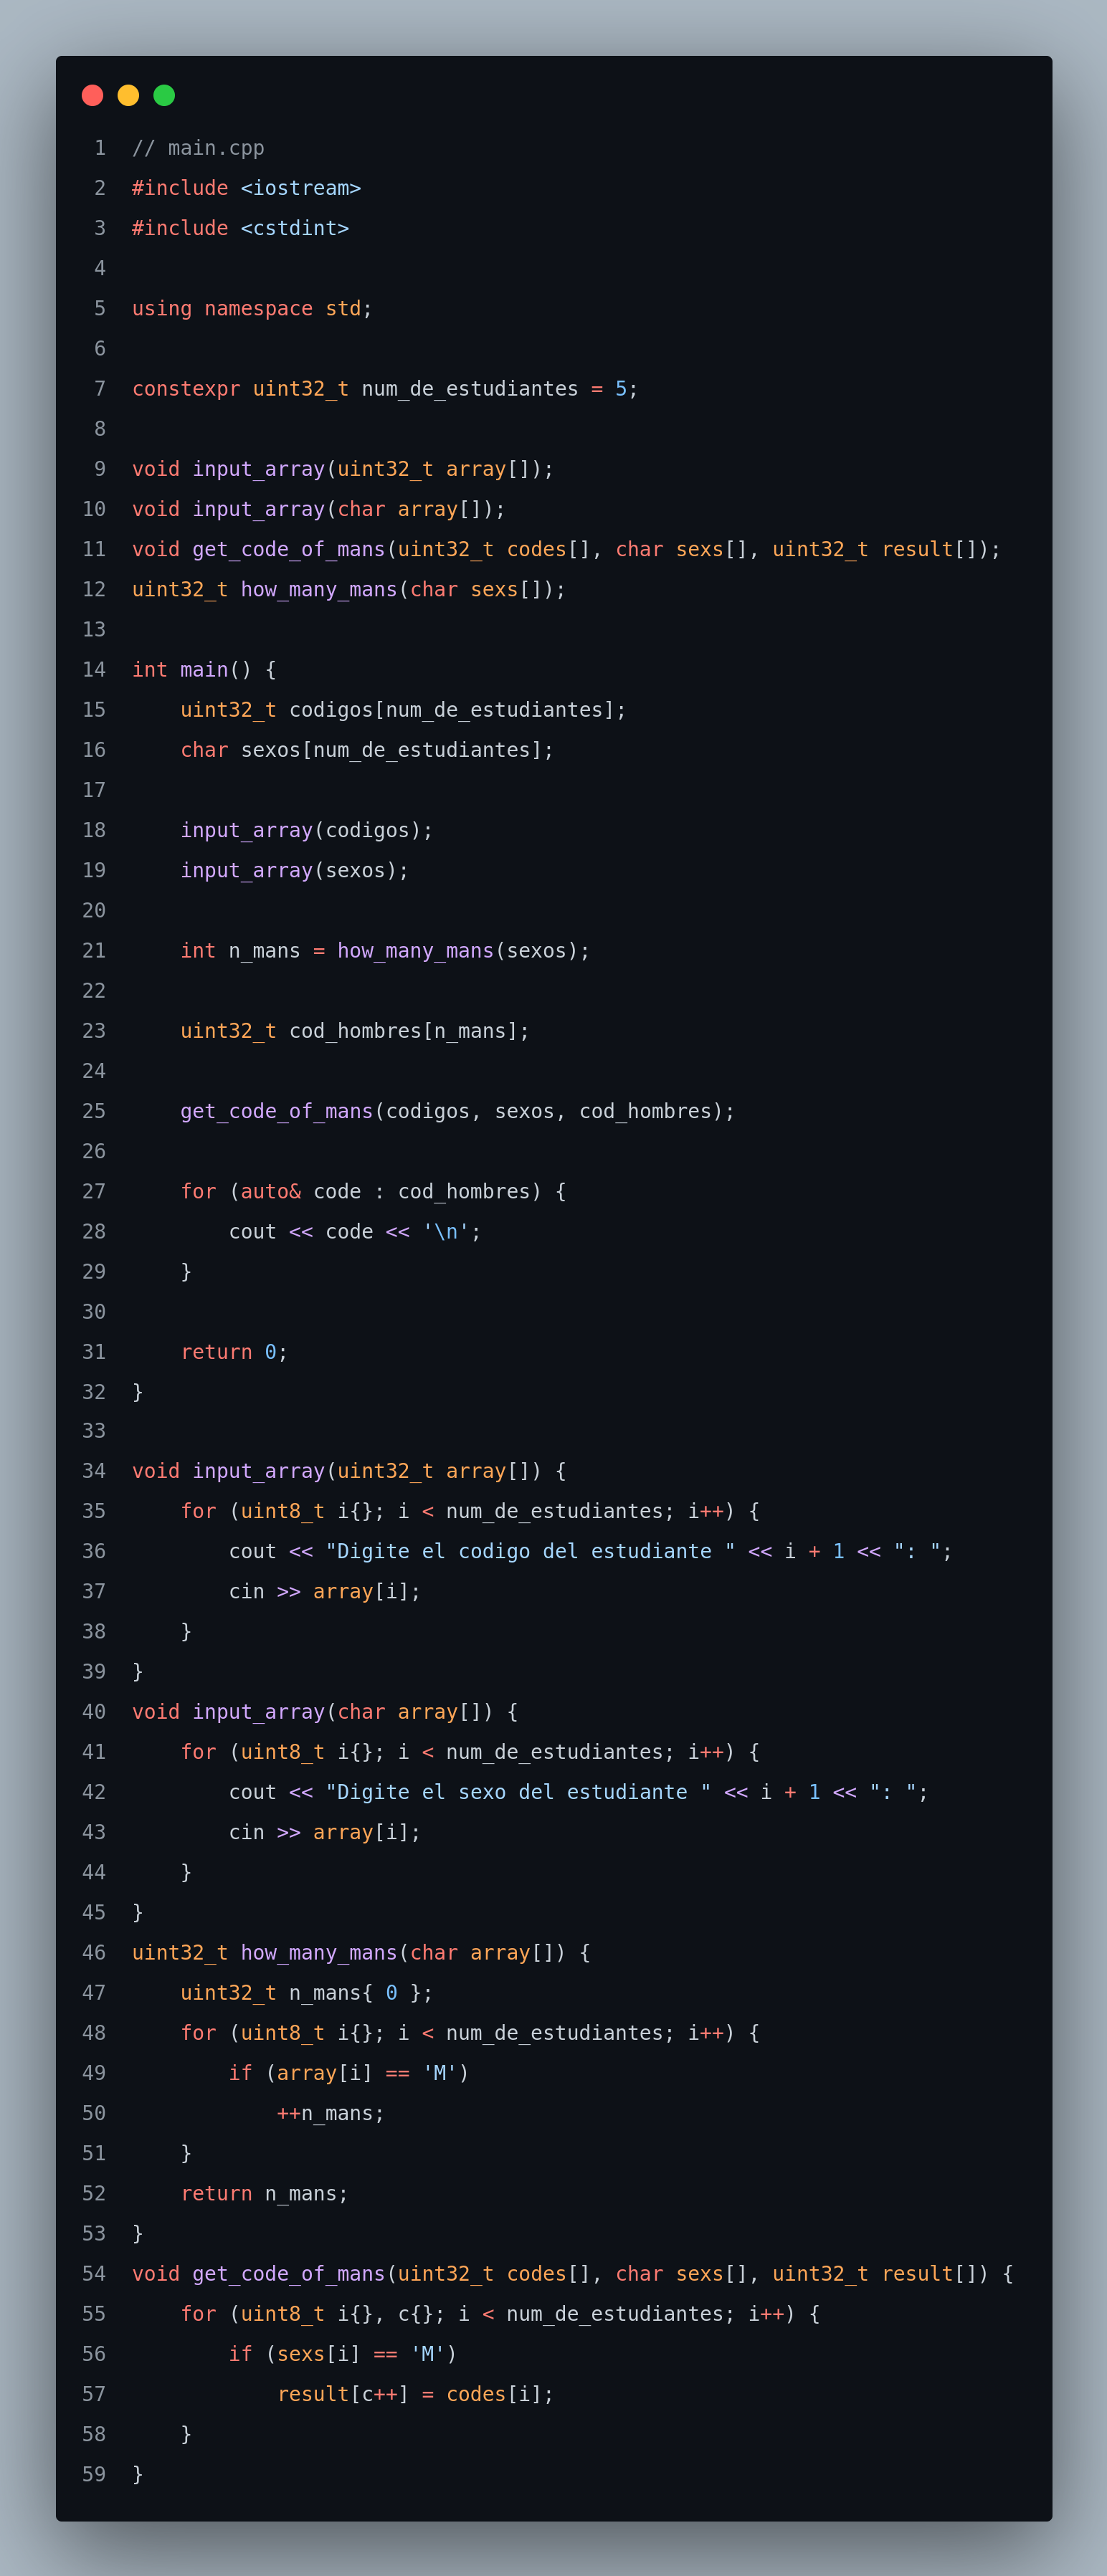 1 // main.cpp
2 #include <iostream>
3 #include <cstdint>
4
5 using namespace std;
6
7 constexpr uint32_t num_de_estudiantes = 5;
8
9 void input_array(uint32_t array[]);
10 void input_array(char array[]);
11 void get_code_of_mans(uint32_t codes[], char sexs[], uint32_t result[]);
12 uint32_t how_many_mans(char sexs[]);
13
14 int main() {
15     uint32_t codigos[num_de_estudiantes];
16     char sexos[num_de_estudiantes];
17
18     input_array(codigos);
19     input_array(sexos);
20
21     int n_mans = how_many_mans(sexos);
22
23     uint32_t cod_hombres[n_mans];
24
25     get_code_of_mans(codigos, sexos, cod_hombres);
26
27     for (auto& code : cod_hombres) {
28         cout << code << '\n';
29     }
30
31     return 0;
32 }
33
34 void input_array(uint32_t array[]) {
35     for (uint8_t i{}; i < num_de_estudiantes; i++) {
36         cout << "Digite el codigo del estudiante " << i + 1 << ": ";
37         cin >> array[i];
38     }
39 }
40 void input_array(char array[]) {
41     for (uint8_t i{}; i < num_de_estudiantes; i++) {
42         cout << "Digite el sexo del estudiante " << i + 1 << ": ";
43         cin >> array[i];
44     }
45 }
46 uint32_t how_many_mans(char array[]) {
47     uint32_t n_mans{ 0 };
48     for (uint8_t i{}; i < num_de_estudiantes; i++) {
49         if (array[i] == 'M')
50             ++n_mans;
51     }
52     return n_mans;
53 }
54 void get_code_of_mans(uint32_t codes[], char sexs[], uint32_t result[]) {
55     for (uint8_t i{}, c{}; i < num_de_estudiantes; i++) {
56         if (sexs[i] == 'M')
57             result[c++] = codes[i];
58     }
59 }